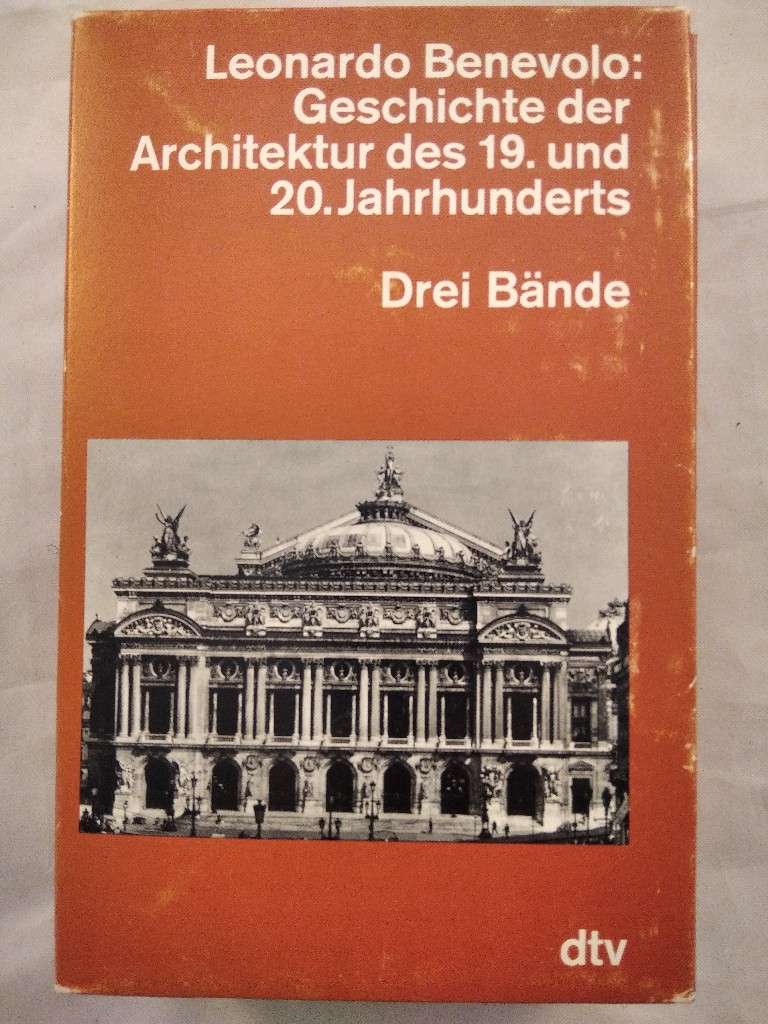 Leonardo Benevolo:
Geschichte der
Architektur des 19. und
20. Jahrhunderts
Drei Bände
dtv